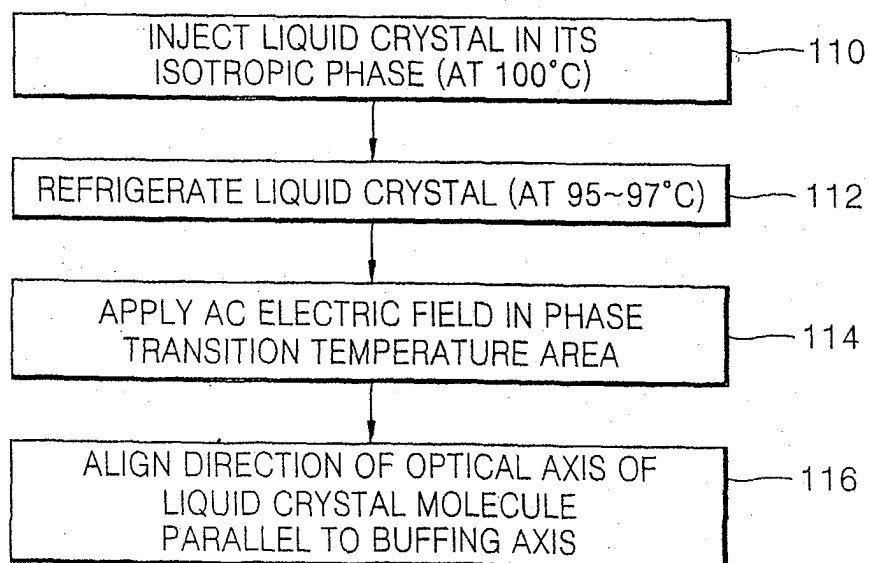 INJECT LIQUID CRYSTAL IN ITS
ISOTROPIC PHASE (AT 100°C)
110
REFRIGERATE LIQUID CRYSTAL (AT 95~97°C)
112
APPLY AC ELECTRIC FIELD IN PHASE
TRANSITION TEMPERATURE AREA
114
ALIGN DIRECTION OF OPTICAL AXIS OF
LIQUID CRYSTAL MOLECULE
PARALLEL TO BUFFING AXIS
116